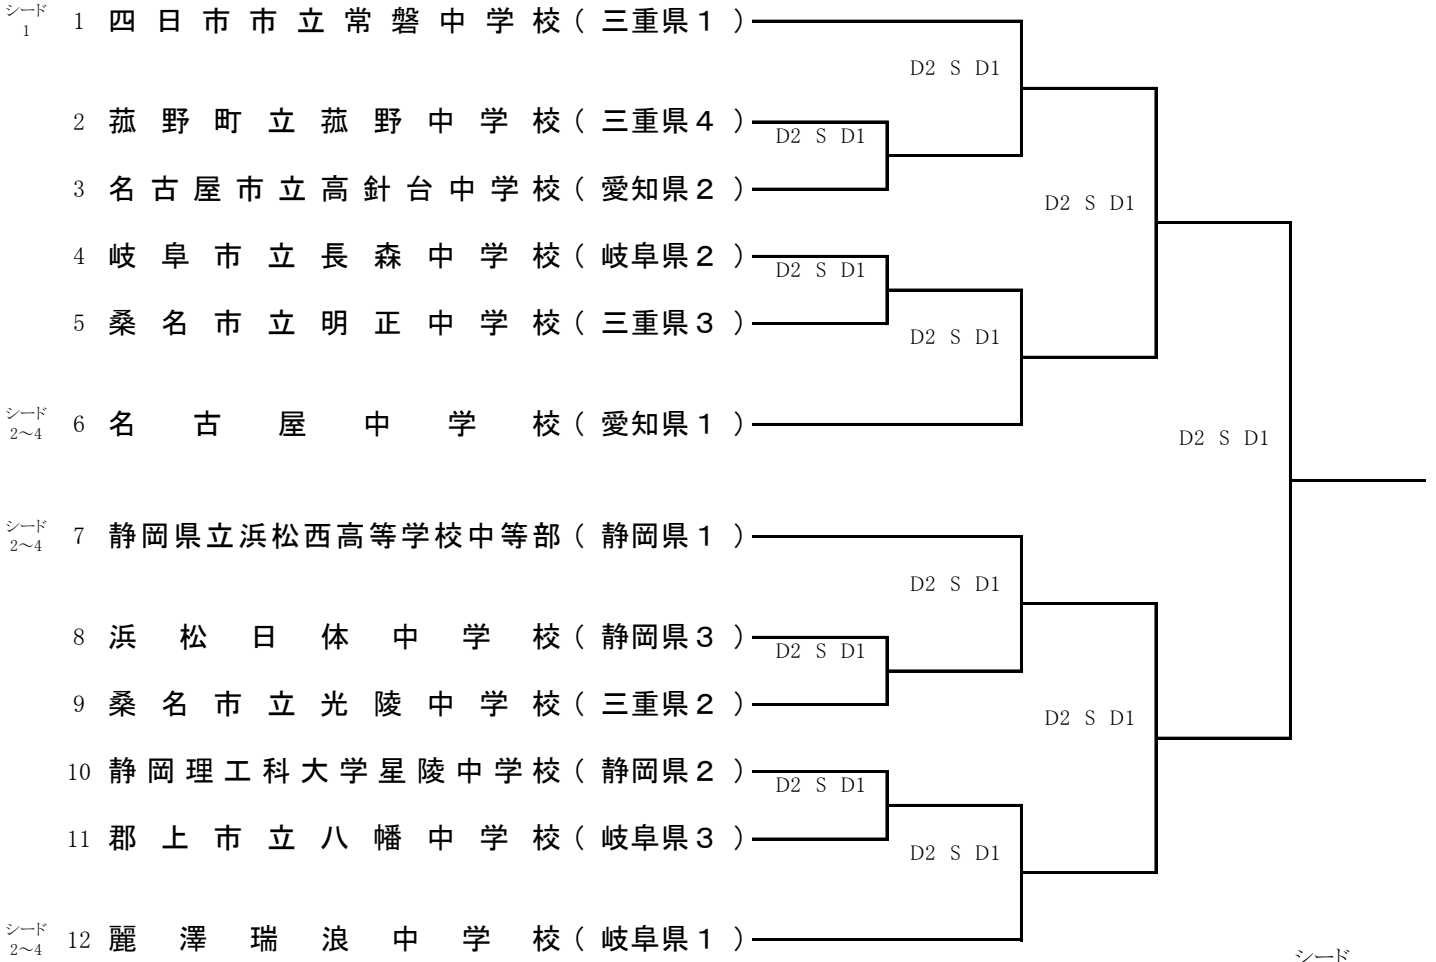 シード
1
1 四日市市立常磐中学校 ( 三重県１ )
D2 S D1
2 菰野町立菰野中学校 ( 三重県４ )
D2 S D1
3 名古屋市立高針台中学校 ( 愛知県２ )
D2 S D1
4 岐阜市立長森中学校 ( 岐阜県２ )
D2 S D1
5 桑名市立明正中学校 ( 三重県３ )
D2 S D1
シード
2～4
6 名古屋中学校 ( 愛知県１ )
D2 S D1
シード
2～4
7 静岡県立浜松西高等学校中等部 ( 静岡県１ )
D2 S D1
8 浜松日体中学校 ( 静岡県３ )
D2 S D1
9 桑名市立光陵中学校 ( 三重県２ )
D2 S D1
10 静岡理工科大学星陵中学校 ( 静岡県２ )
D2 S D1
11 郡上市立八幡中学校 ( 岐阜県３ )
D2 S D1
シード
2～4
12 麗澤瑞浪中学校 ( 岐阜県１ )
シード